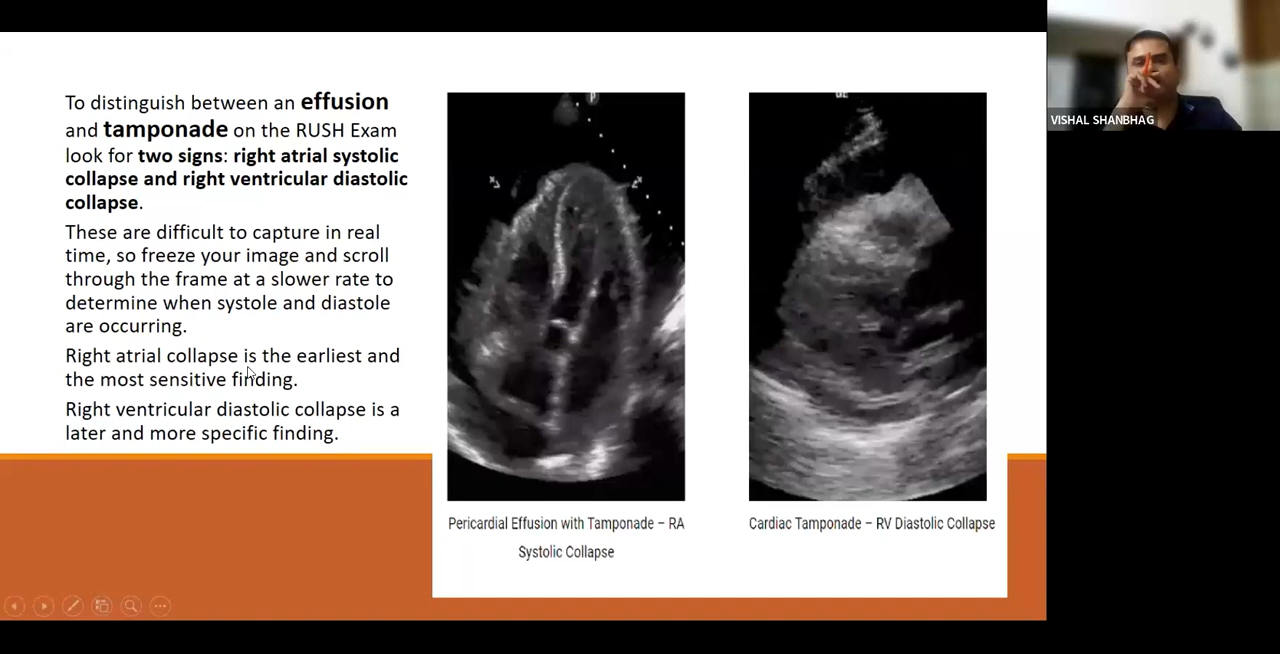 To distinguish between an effusion
and tamponade on the RUSH Exam
look for two signs: right atrial systolic
collapse and right ventricular diastolic
collapse.
These are difficult to capture in real
time, so freeze your image and scroll
through the frame at a slower rate to
determine when systole and diastole
are occurring.
Right atrial collapse is the earliest and
the most sensitive finding.
Right ventricular diastolic collapse is a
later and more specific finding.
Pericardial Effusion with Tamponade – RA
Systolic Collapse
Cardiac Tamponade – RV Diastolic Collapse
VISHAL SHANBHAG